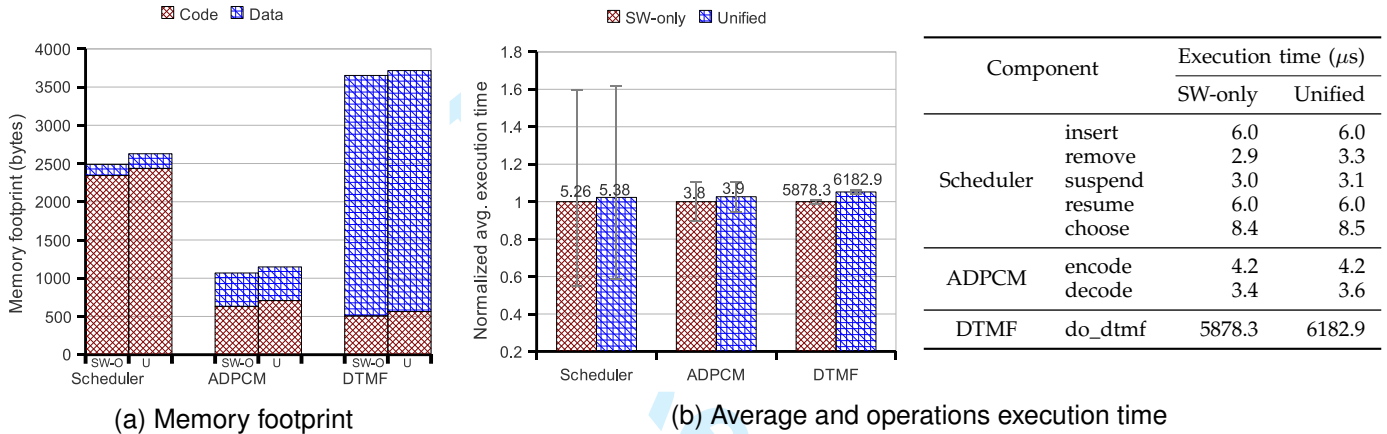 Code Data
Memory footprint (bytes)
4000
3500
3000
2500
2000
1500
1000
500
0
SW-O U SW-O U SW-O U
Scheduler ADPCM DTMF
(a) Memory footprint
SW-only Unified
Normalized avg. execution time
1.8
1.6
1.4
1.2
1
0.8
0.6
0.4
0.2
5.26 5.38 3.8 3.9 5878.3 6182.9
Scheduler ADPCM DTMF
Component Execution time (μs)
SW-only Unified
Scheduler
insert 6.0 6.0
remove 2.9 3.3
suspend 3.0 3.1
resume 6.0 6.0
choose 8.4 8.5
ADPCM
encode 4.2 4.2
decode 3.4 3.6
DTMF do_dtmf 5878.3 6182.9
(b) Average and operations execution time